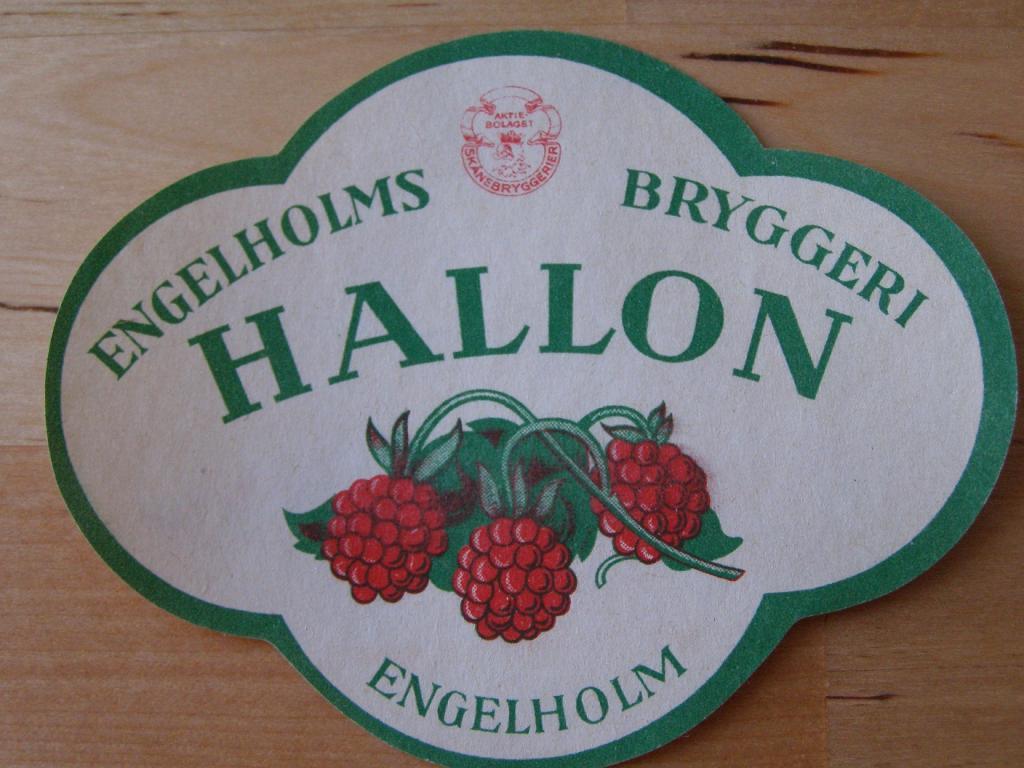 AKTIE-
BOLAGET
SKÅNEBRYGGERIER
ENGELHOLMS BRYGGERI
HALLON
ENGELHOLM